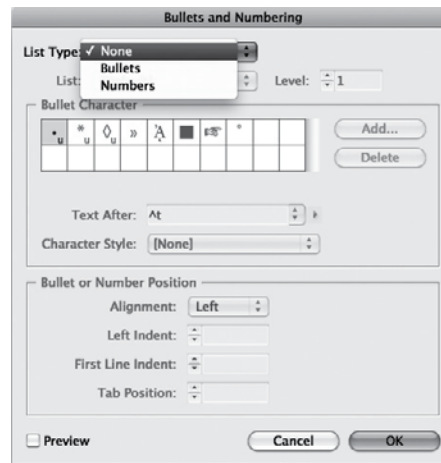 Bullets and Numbering
List Type: ✓ None
Bullets
Numbers
List:
Level: 1
Bullet Character
• u * u ◊ u » Ä ■ ☞ °
Add...
Delete
Text After: ^t
Character Style: [None]
Bullet or Number Position
Alignment: Left
Left Indent:
First Line Indent:
Tab Position:
Preview
Cancel
OK